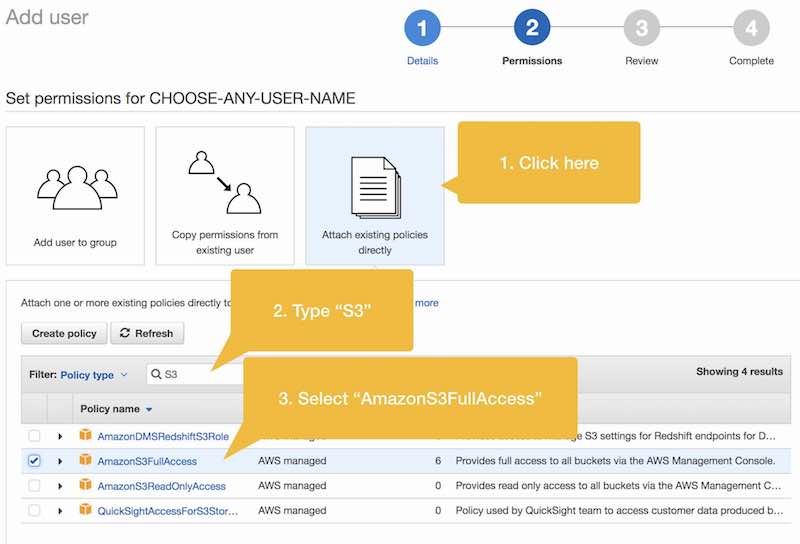 Add user
1
2
3
4
Details
Permissions
Review
Complete
Set permissions for CHOOSE-ANY-USER-NAME
Add user to group
Copy permissions from
existing user
Attach existing policies
directly
1. Click here
Attach one or more existing policies directly to
more
2. Type “S3”
Create policy
Refresh
Filter: Policy type
S3
Showing 4 results
3. Select “AmazonS3FullAccess”
Policy name
AmazonDMSRedshiftS3Role
AWS managed
S3 settings for Redshift endpoints for D…
AmazonS3FullAccess
AWS managed
6
Provides full access to all buckets via the AWS Management Console.
AmazonS3ReadOnlyAccess
AWS managed
0
Provides read only access to all buckets via the AWS Management C…
QuickSightAccessForS3Stor…
AWS managed
0
Policy used by QuickSight team to access customer data produced b…